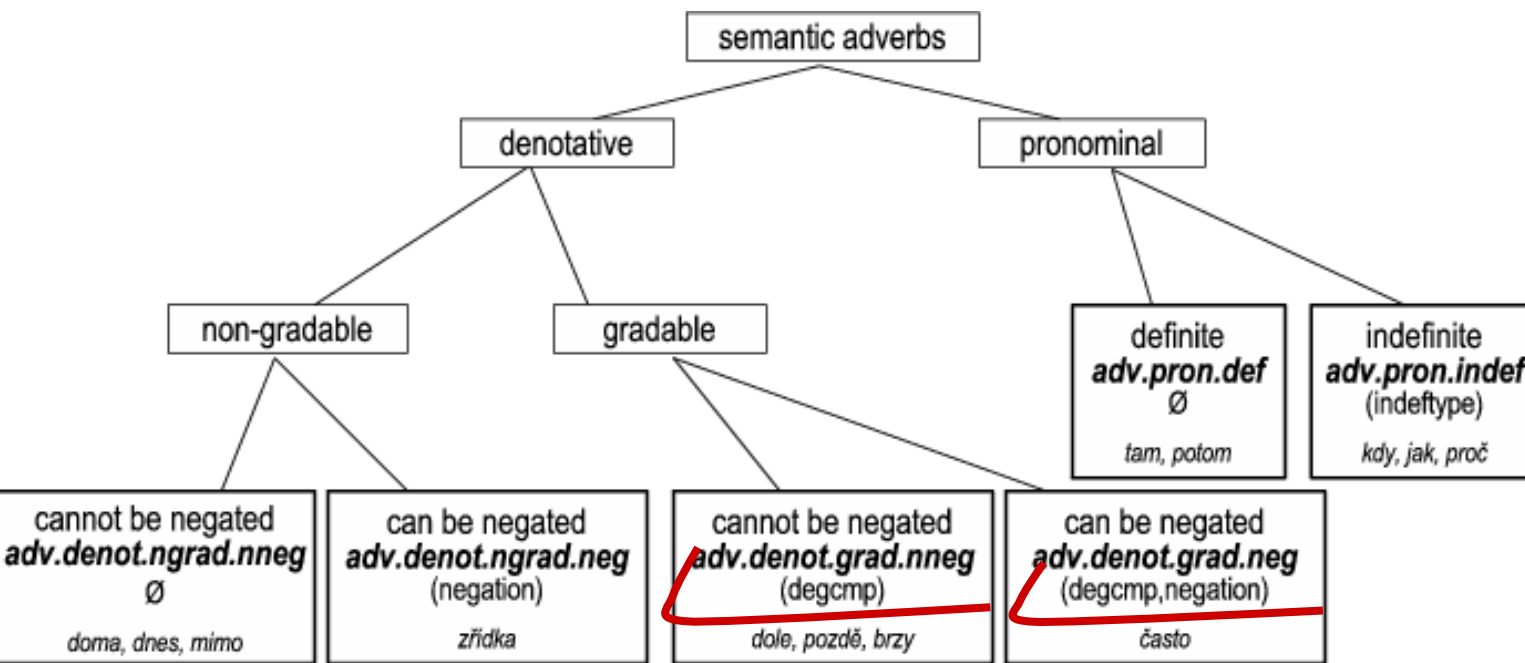 semantic adverbs
denotative
pronominal
non-gradable
gradable
definite
adv.pron.def
Ø
tam, potom
indefinite
adv.pron.indef
(indeftype)
kdy, jak, proč
cannot be negated
adv.denot.ngrad.nneg
Ø
doma, dnes, mimo
can be negated
adv.denot.ngrad.neg
(negation)
zřídka
cannot be negated
adv.denot.grad.nneg
(degcmp)
dole, pozdě, brzy
can be negated
adv.denot.grad.neg
(degcmp,negation)
často